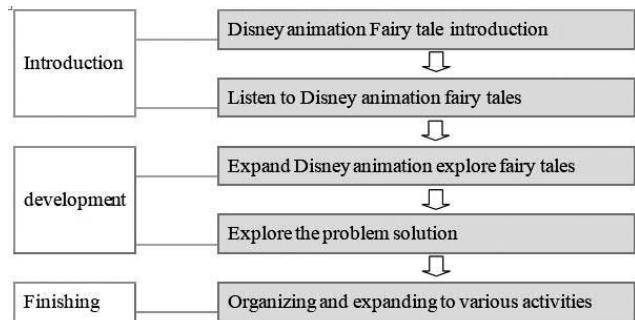 Introduction
Disney animation Fairy tale introduction
Listen to Disney animation fairy tales
development
Expand Disney animation explore fairy tales
Explore the problem solution
Finishing
Organizing and expanding to various activities